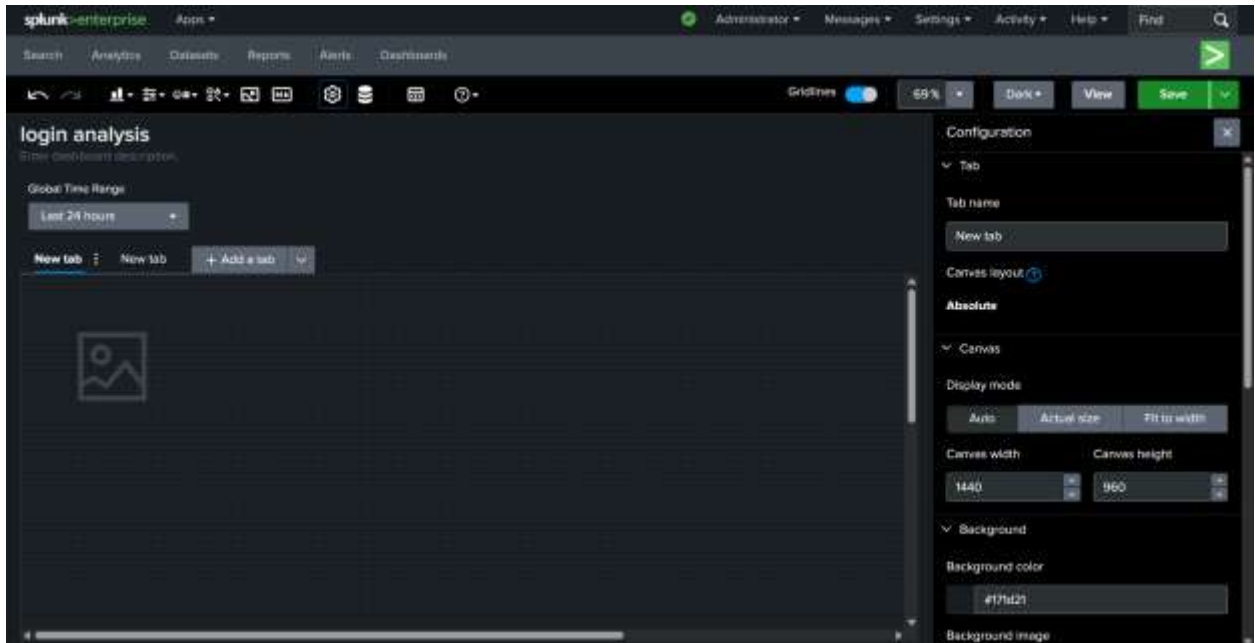 splunk>enterprise Apps
Administrator Messages Settings Activity Help Find
Search Analytics Datasets Reports Alerts Dashboards
Gridlines 69 % Dark View Save
login analysis
Enter dashboard description.
Global Time Range
Last 24 hours
New tab New tab + Add a tab
Configuration
Tab
Tab name
New tab
Canvas layout
Absolute
Canvas
Display mode
Auto Actual size Fit to width
Canvas width Canvas height
1440 960
Background
Background color
#171d21
Background image